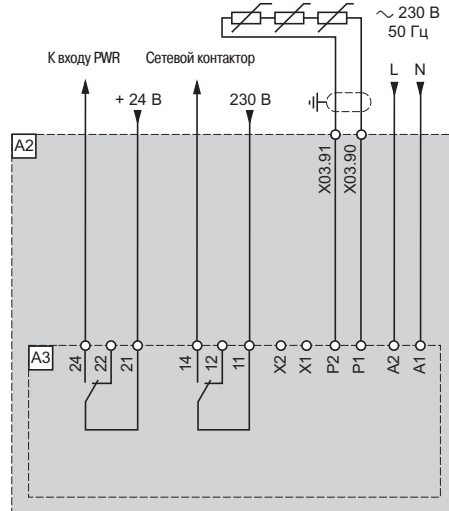 ~ 230 В
50 Гц
К входу PWR
Сетевой контактор
L
N
+ 24 В
230 В
A2
X03.91
X03.90
A3
24
22
21
14
12
11
X2
X1
P2
P1
A2
A1